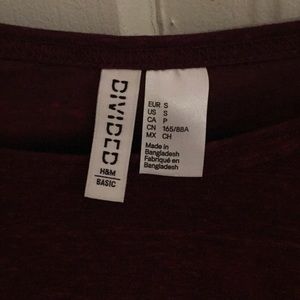 DIVIDED
H&M
BASIC
EUR S
US S
CA P
CN 165/88A
MX CH
Made in
Bangladesh
Fabriqué en
Bangladesh